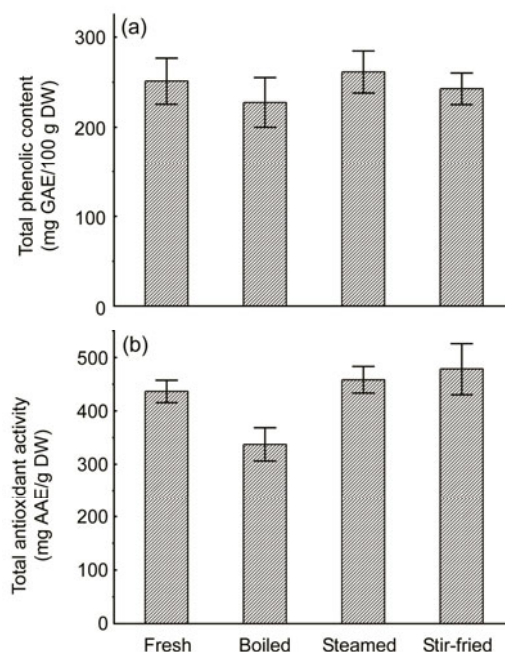 (a)
Total phenolic content
(mg GAE/100 g DW)
300
200
100
0
(b)
Total antioxidant activity
(mg AAE/g DW)
500
400
300
200
100
0
Fresh Boiled Steamed Stir-fried